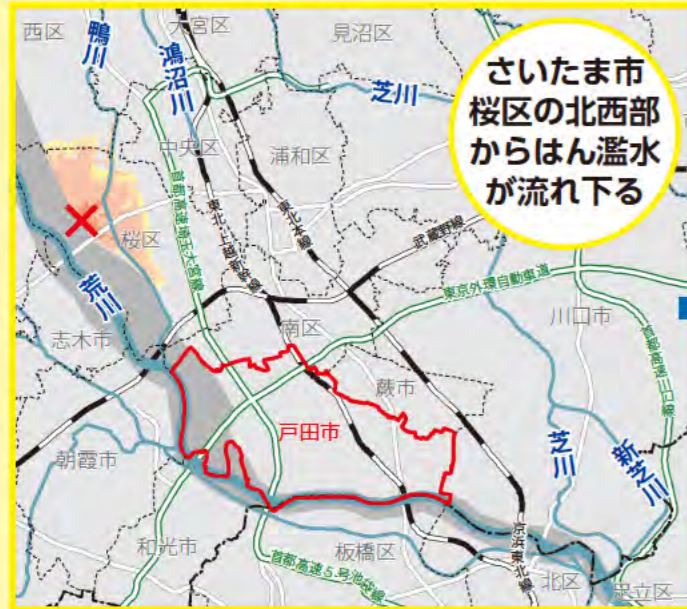 西区
大宮区
見沼区
鴨川
鴻沼川
芝川
さいたま市
桜区の北西部
からはん濫水
が流れ下る
中央区
浦和区
首都高速埼玉大宮線
桜区
東北・上越新幹線
東北本線
武蔵野線
荒川
東京外環自動車道
川口市
志木市
南区
首都高速川口線
蕨市
戸田市
芝川
新芝川
朝霞市
和光市
板橋区
京浜東北線
首都高速5号池袋線
北区
足立区